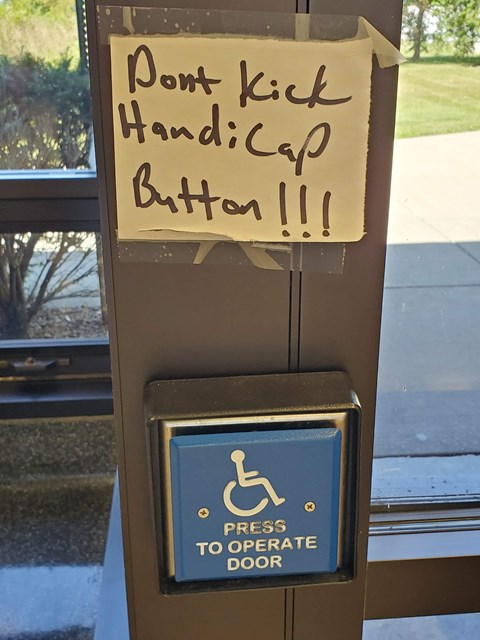 Dont Kick
Handicap
Button!!!
PRESS
TO OPERATE
DOOR